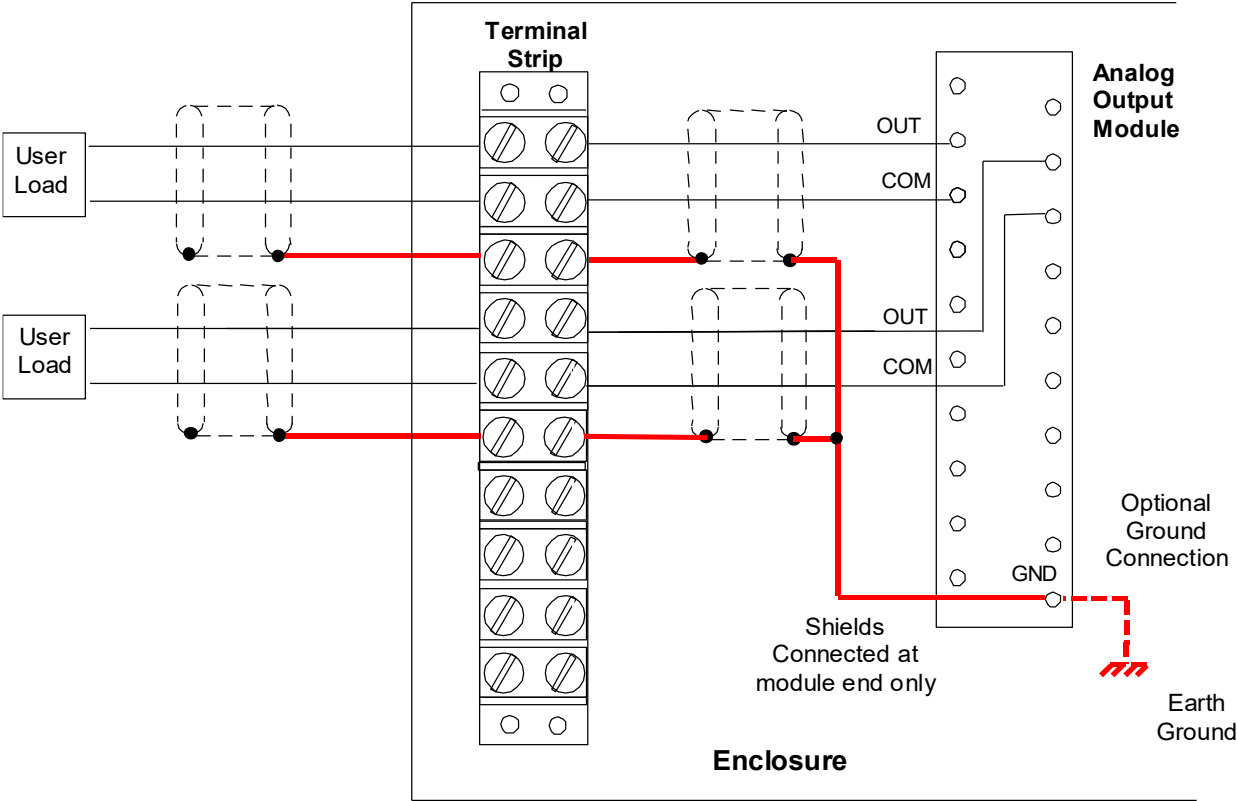 Terminal
Strip
Analog
Output
Module
OUT
User
Load
COM
OUT
User
Load
COM
Optional
Ground
Connection
GND
Shields
Connected at
module end only
Earth
Ground
Enclosure